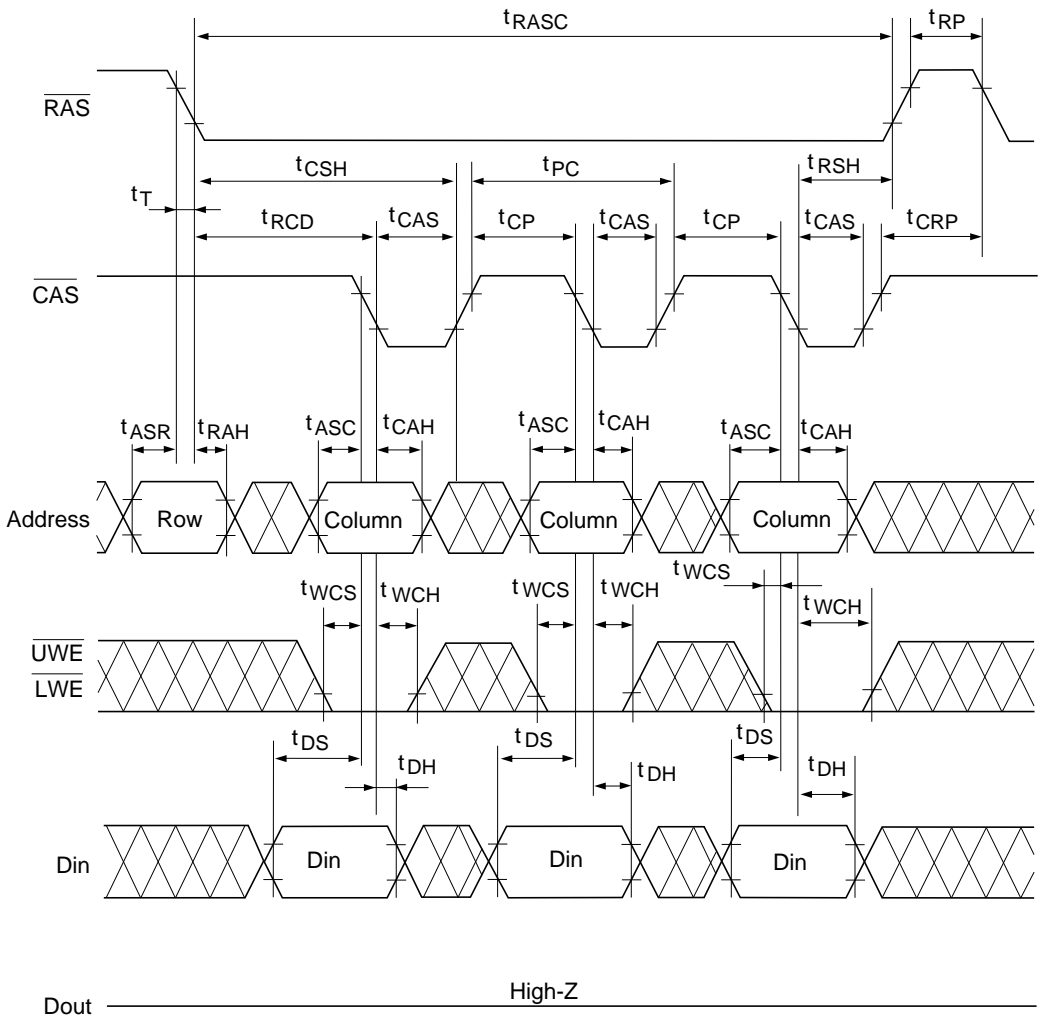 tRASC tRP
RAS
tCSH tPC tRSH
tT
tRCD tCAS tCP tCAS tCP tCAS tCRP
CAS
tASR tRAH tASC tCAH tASC tCAH tASC tCAH
Address Row Column Column Column
tWCS
tWCS tWCH tWCS tWCH tWCH
UWE
LWE
tDS tDS tDS
tDH tDH tDH
Din Din Din Din
High-Z
Dout